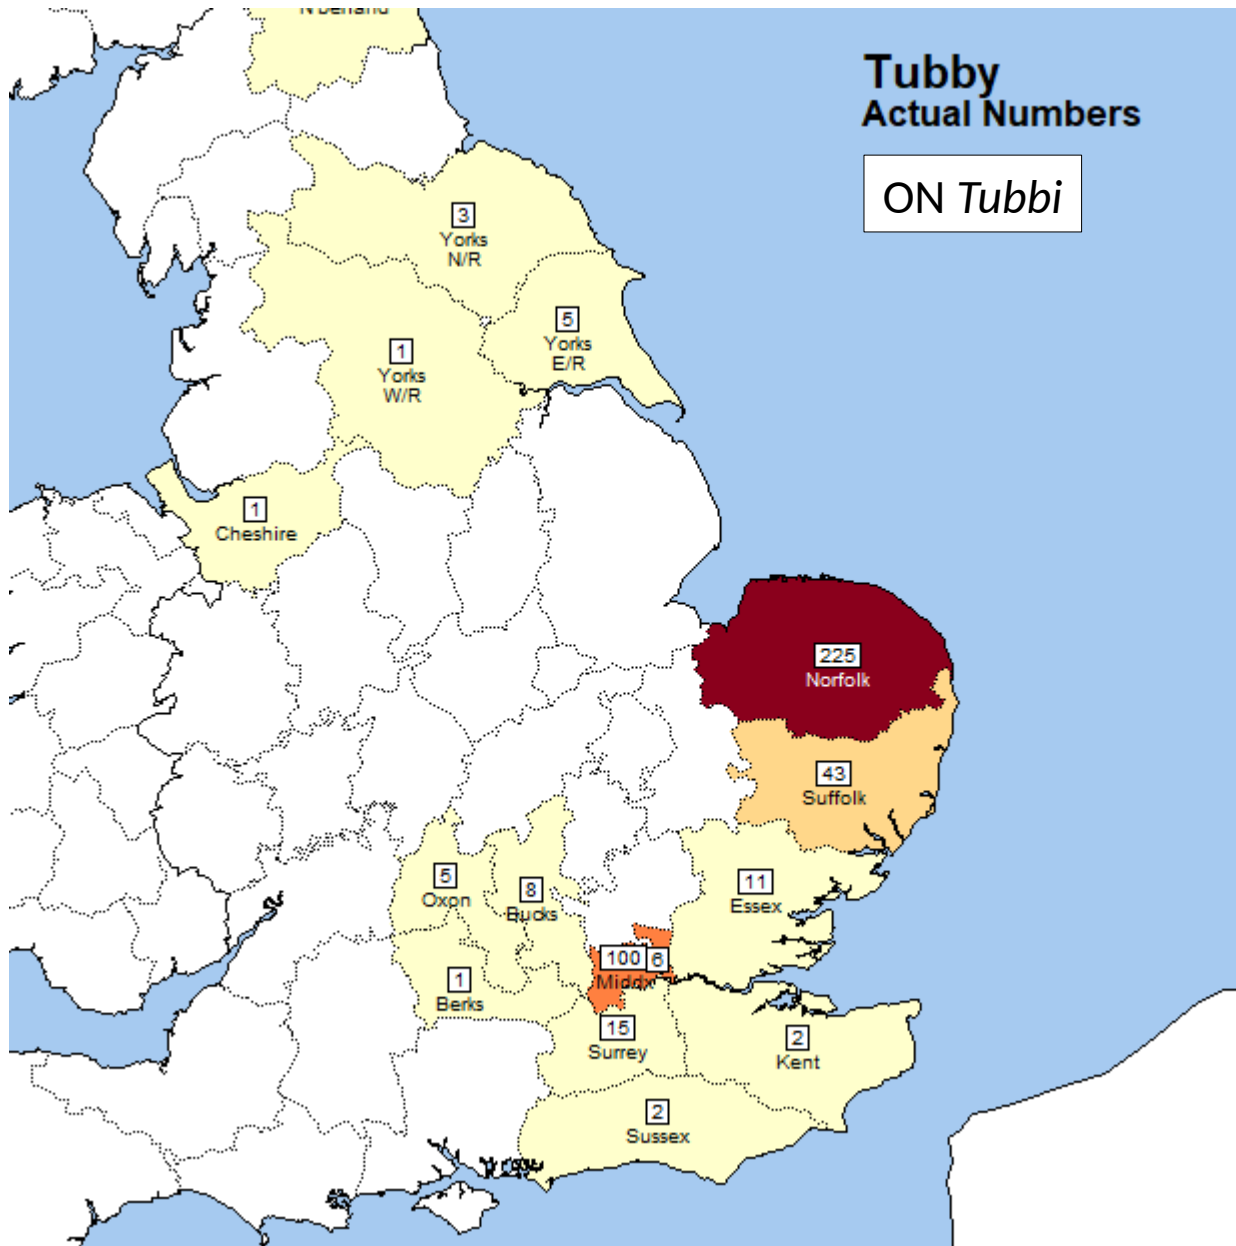 N'berland
Tubby
Actual Numbers
ON Tubbi
3
Yorks
N/R
5
Yorks
E/R
1
Yorks
W/R
1
Cheshire
225
Norfolk
43
Suffolk
5
Oxon
8
Bucks
11
Essex
100 6
Middx
1
Berks
15
Surrey
2
Kent
2
Sussex